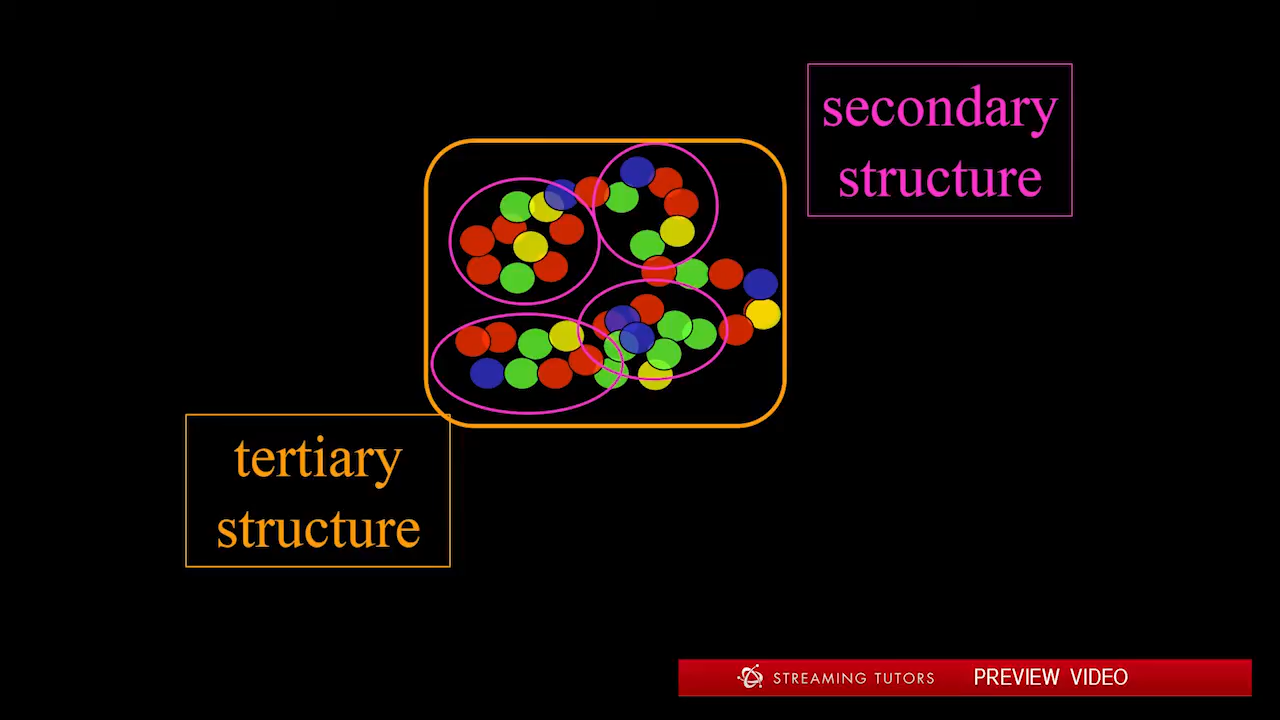 secondary
structure
tertiary
structure
STREAMING TUTORS PREVIEW VIDEO